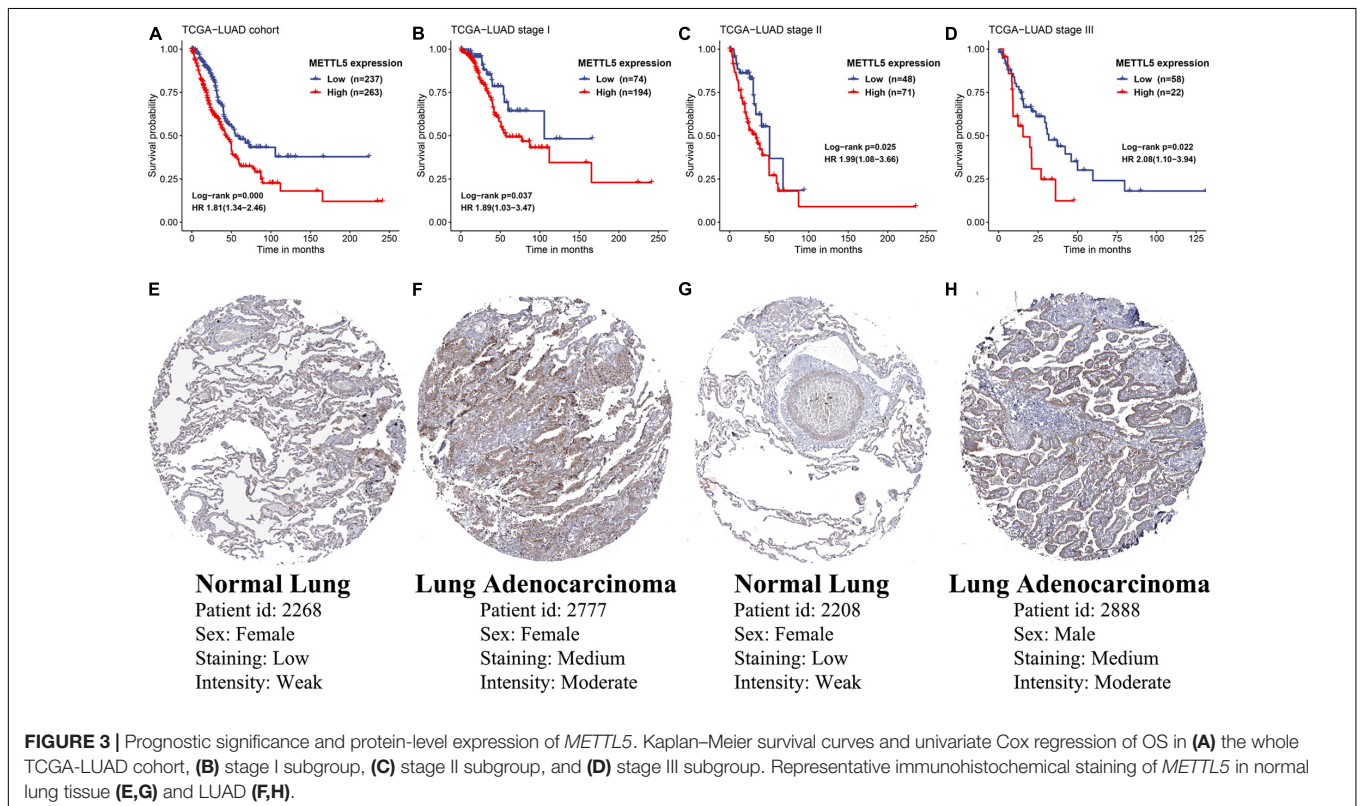 A TCGA−LUAD cohort
METTL5 expression
Low (n=237)
High (n=263)
Survival probability
1.00
0.75
0.50
0.25
0.00
Log−rank p=0.000
HR 1.81(1.34−2.46)
0 50 100 150 200 250
Time in months
B TCGA−LUAD stage I
METTL5 expression
Low (n=74)
High (n=194)
Survival probability
1.00
0.75
0.50
0.25
0.00
Log−rank p=0.037
HR 1.89(1.03−3.47)
0 50 100 150 200 250
Time in months
C TCGA−LUAD stage II
METTL5 expression
Low (n=48)
High (n=71)
Survival probability
1.00
0.75
0.50
0.25
0.00
Log−rank p=0.025
HR 1.99(1.08−3.66)
0 50 100 150 200 250
Time in months
D TCGA−LUAD stage III
METTL5 expression
Low (n=58)
High (n=22)
Survival probability
1.00
0.75
0.50
0.25
0.00
Log−rank p=0.022
HR 2.08(1.10−3.94)
0 25 50 75 100 125
Time in months
E
Normal Lung
Patient id: 2268
Sex: Female
Staining: Low
Intensity: Weak
F
Lung Adenocarcinoma
Patient id: 2777
Sex: Female
Staining: Medium
Intensity: Moderate
G
Normal Lung
Patient id: 2208
Sex: Female
Staining: Low
Intensity: Weak
H
Lung Adenocarcinoma
Patient id: 2888
Sex: Male
Staining: Medium
Intensity: Moderate
FIGURE 3 | Prognostic significance and protein-level expression of METTL5. Kaplan–Meier survival curves and univariate Cox regression of OS in (A) the whole
TCGA-LUAD cohort, (B) stage I subgroup, (C) stage II subgroup, and (D) stage III subgroup. Representative immunohistochemical staining of METTL5 in normal
lung tissue (E,G) and LUAD (F,H).